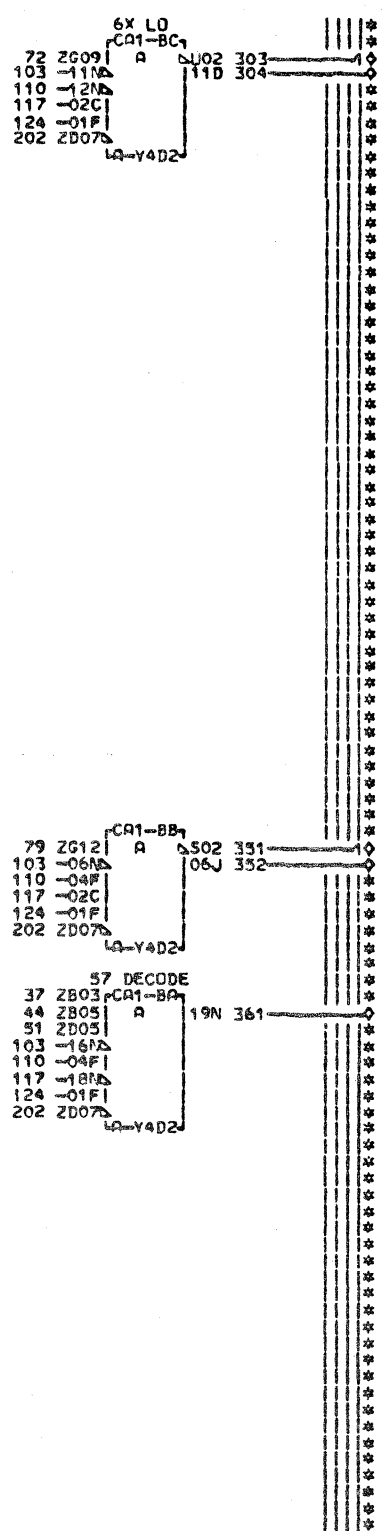 6X LO
CA1-BC
72 ZG09 A U02 303 1
103 -11N 11D 304
110 -12N
117 -02C
124 -01F
202 ZD07
A-Y4D2
CA1-BB
79 ZG12 A S02 351 1
103 -06N 06J 352
110 -04F
117 -02C
124 -01F
202 ZD07
A-Y4D2
57 DECODE
37 ZB03 CA1-BA
44 ZB05 A 19N 361
51 ZD05
103 -16N
110 -04F
117 -18N
124 -01F
202 ZD07
A-Y4D2